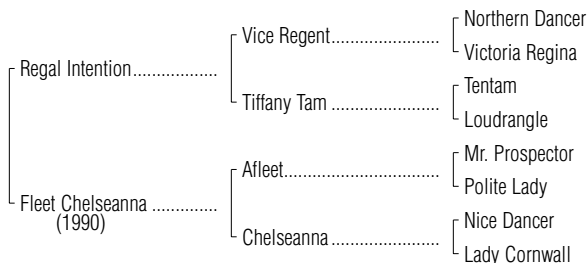 Northern Dancer
Vice Regent....................................
Victoria Regina
Regal Intention..................
Tentam
Tiffany Tam ....................................
Loudrangle
Mr. Prospector
Afleet...............................................
Polite Lady
Fleet Chelseanna ..............
(1990)
Nice Dancer
Chelseanna....................................
Lady Cornwall